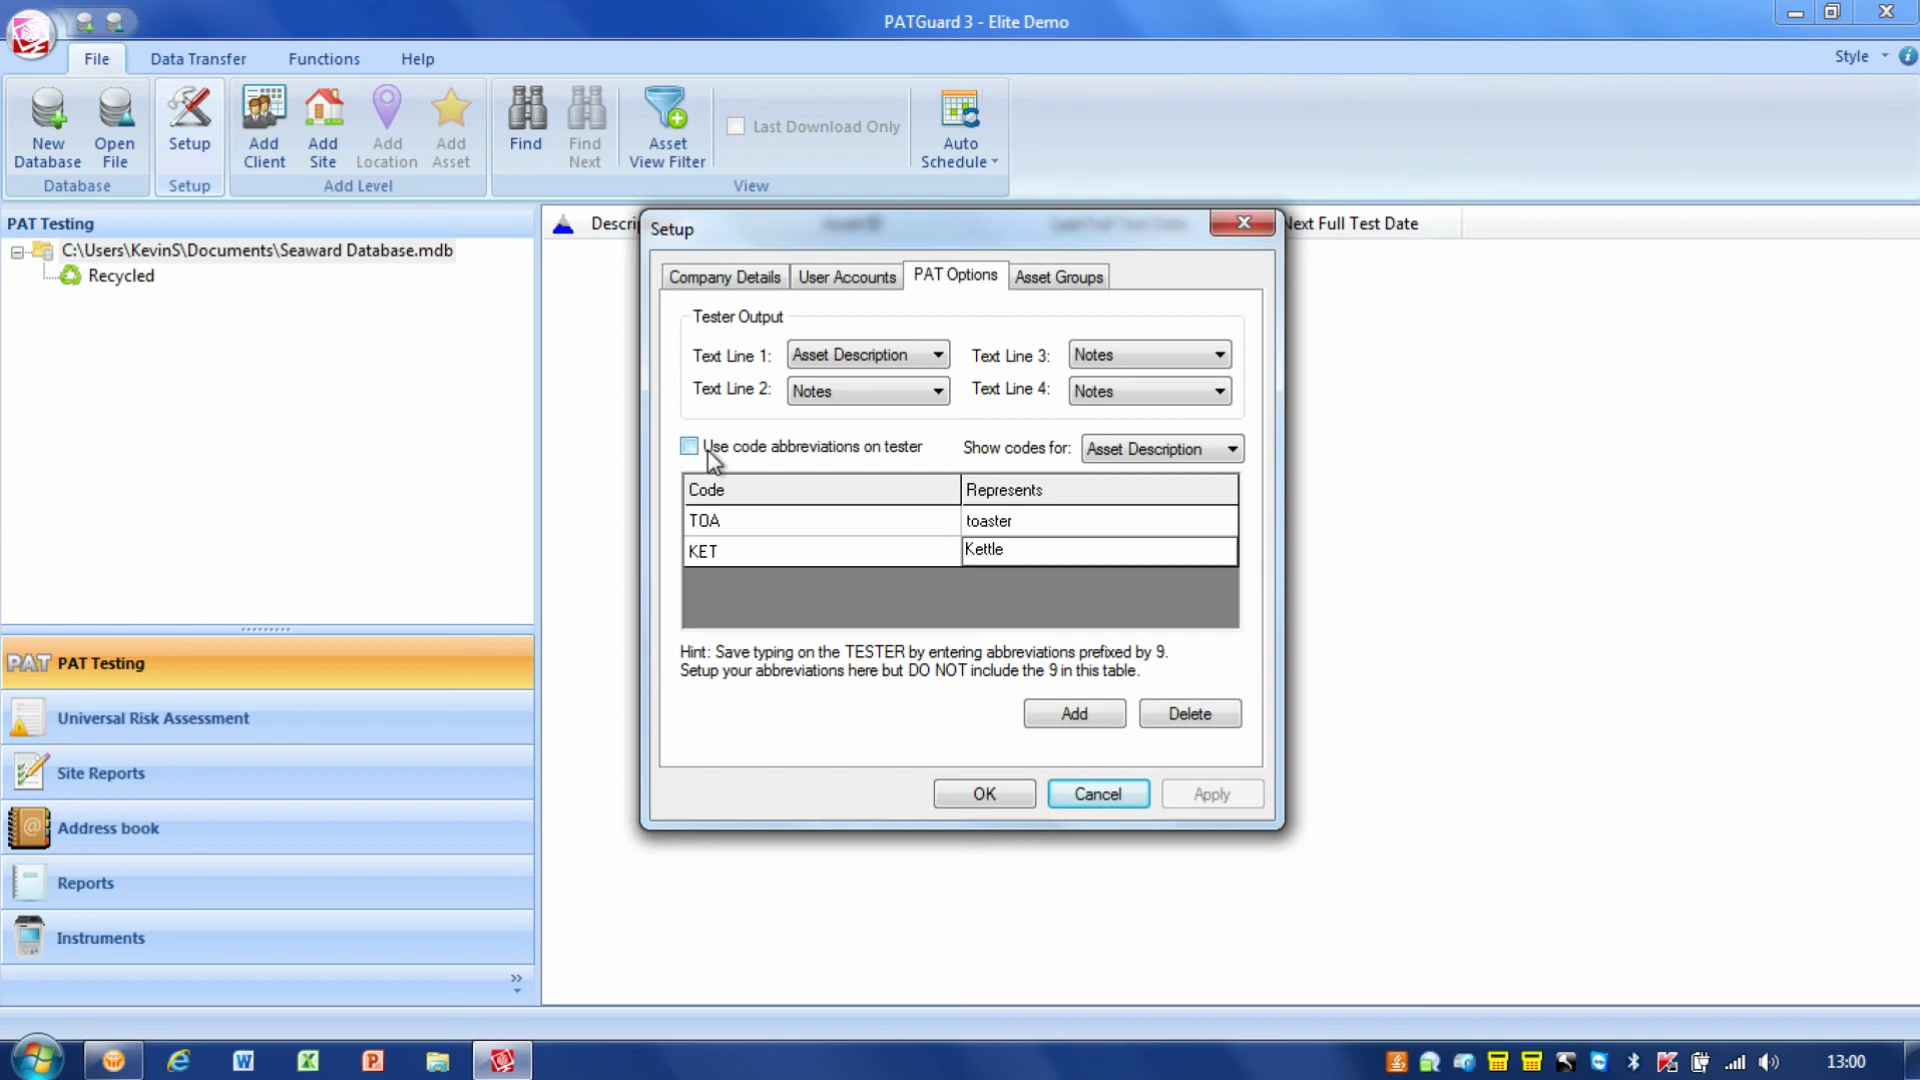 PATGuard 3 - Elite Demo
File
Data Transfer
Functions
Help
Style
New Database
Open File
Setup
Add Client
Add Site
Add Location
Add Asset
Find
Find Next
Asset View Filter
Last Download Only
Auto Schedule
Database
Setup
Add Level
View
PAT Testing
C:\Users\KevinS\Documents\Seaward Database.mdb
Recycled
Next Full Test Date
Setup
Company Details
User Accounts
PAT Options
Asset Groups
Tester Output
Text Line 1: Asset Description
Text Line 3: Notes
Text Line 2: Notes
Text Line 4: Notes
Use code abbreviations on tester
Show codes for: Asset Description
Code Represents
TOA toaster
KET Kettle
Hint: Save typing on the TESTER by entering abbreviations prefixed by 9.
Setup your abbreviations here but DO NOT include the 9 in this table.
Add
Delete
OK
Cancel
Apply
PAT PAT Testing
Universal Risk Assessment
Site Reports
Address book
Reports
Instruments
13:00